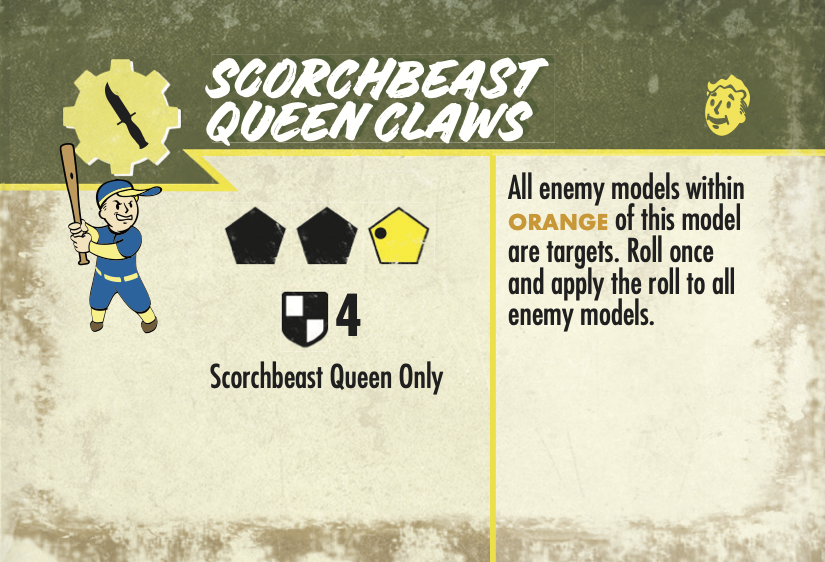 SCORCHBEAST
QUEEN CLAWS
4
Scorchbeast Queen Only
All enemy models within
ORANGE of this model
are targets. Roll once
and apply the roll to all
enemy models.